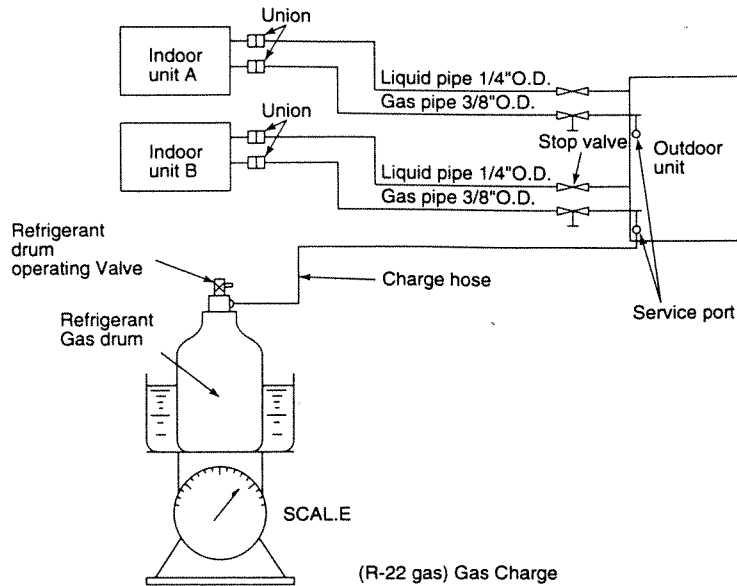 Union
Indoor
unit A
Liquid pipe 1/4"O.D.
Gas pipe 3/8"O.D.
Union
Indoor
unit B
Stop valve
Outdoor
unit
Liquid pipe 1/4"O.D.
Gas pipe 3/8"O.D.
Refrigerant
drum
operating Valve
Charge hose
Service port
Refrigerant
Gas drum
SCAL.E
(R-22 gas) Gas Charge